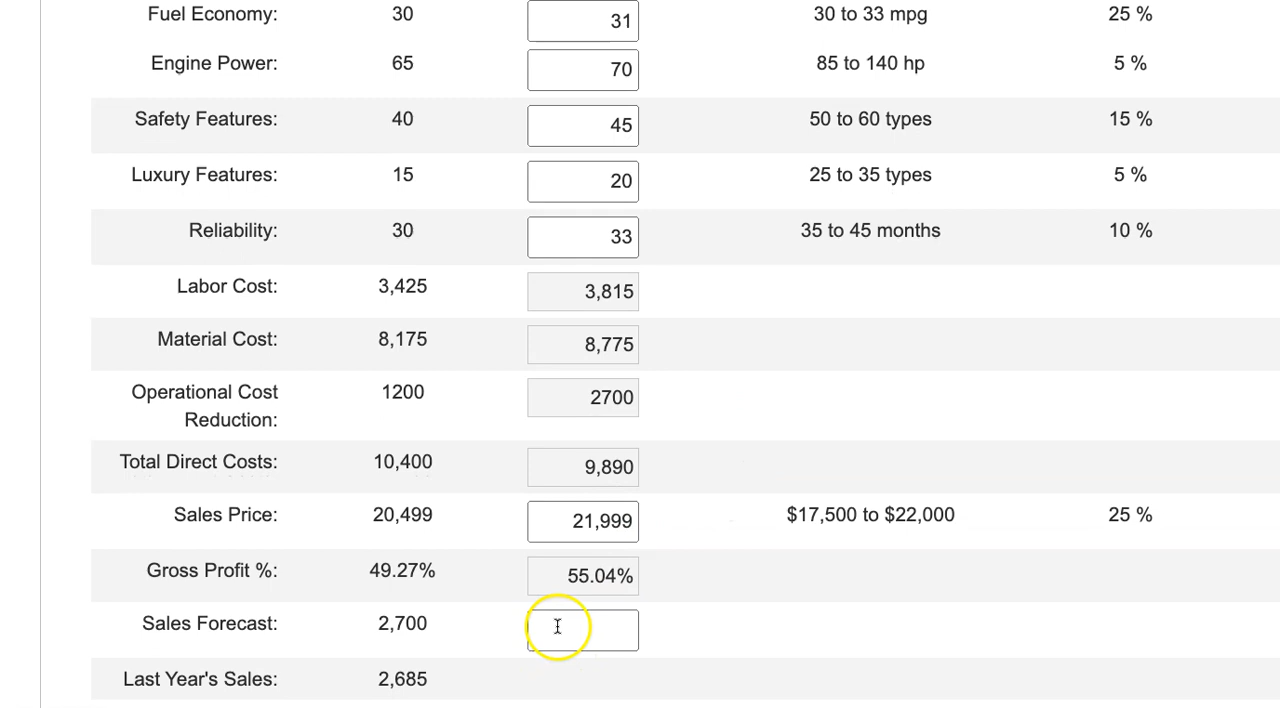 Fuel Economy: 30 31 30 to 33 mpg 25 %
Engine Power: 65 70 85 to 140 hp 5 %
Safety Features: 40 45 50 to 60 types 15 %
Luxury Features: 15 20 25 to 35 types 5 %
Reliability: 30 33 35 to 45 months 10 %
Labor Cost: 3,425 3,815
Material Cost: 8,175 8,775
Operational Cost 1200 2700
Reduction:
Total Direct Costs: 10,400 9,890
Sales Price: 20,499 21,999 $17,500 to $22,000 25 %
Gross Profit %: 49.27% 55.04%
Sales Forecast: 2,700
Last Year's Sales: 2,685